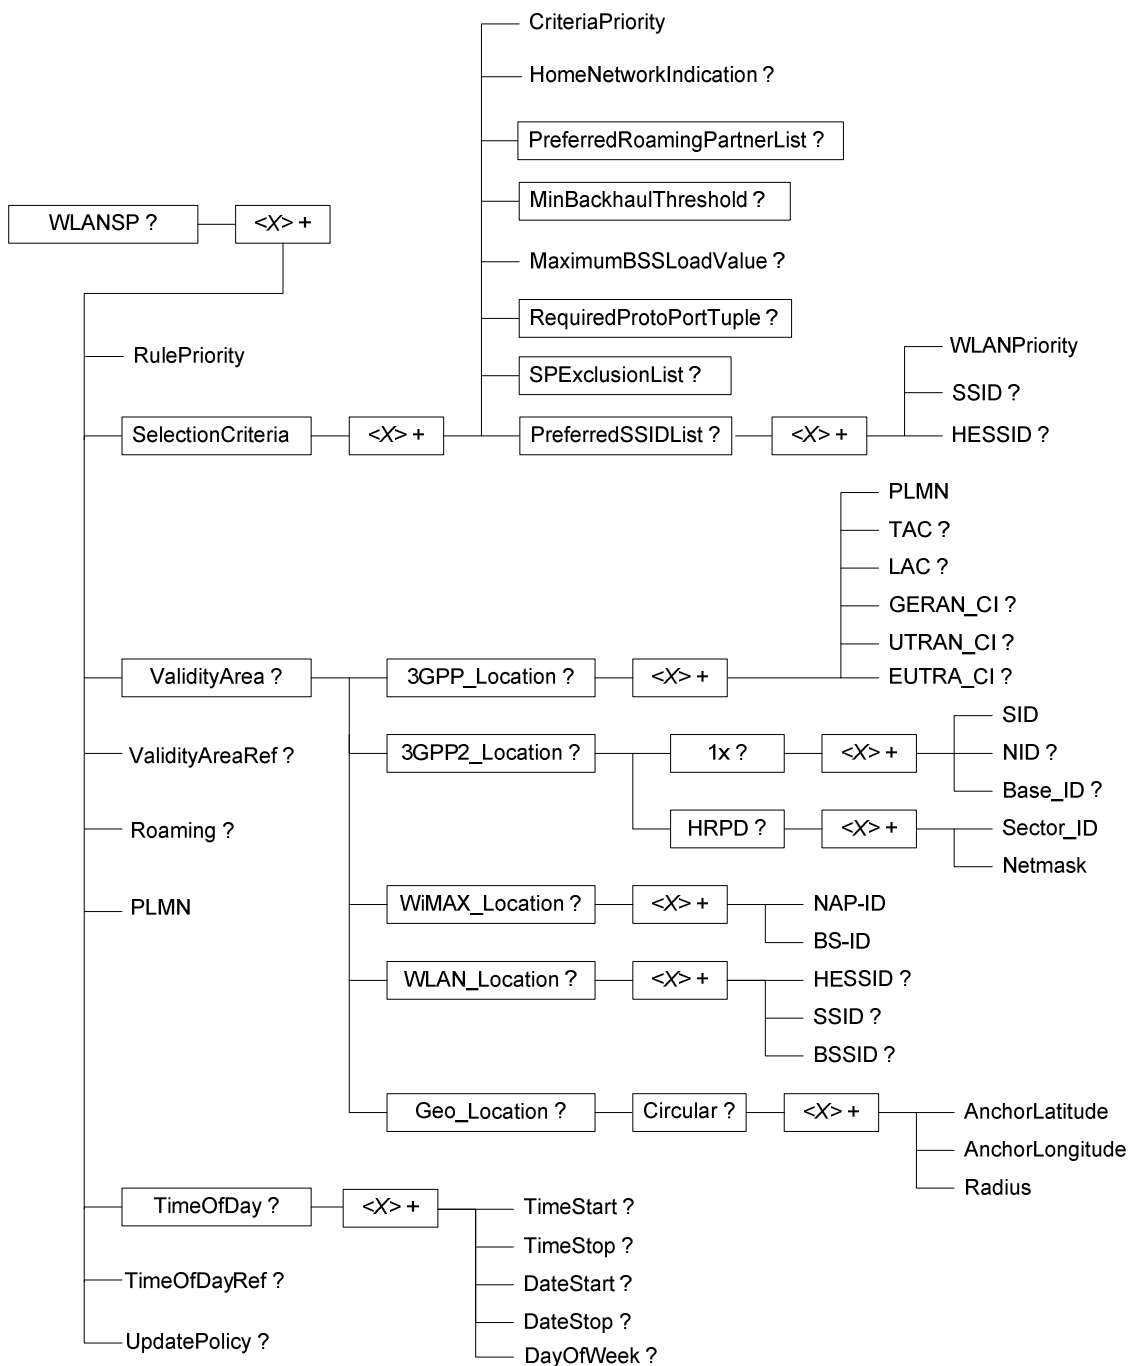 CriteriaPriority
HomeNetworkIndication ?
PreferredRoamingPartnerList ?
MinBackhaulThreshold ?
WLANSP ?
<X> +
MaximumBSSLoadValue ?
RequiredProtoPortTuple ?
RulePriority
SPExclusionList ?
WLANPriority
SSID ?
SelectionCriteria
<X> +
PreferredSSIDList ?
<X> +
HESSID ?
PLMN
TAC ?
LAC ?
GERAN_CI ?
UTRAN_CI ?
ValidityArea ?
3GPP_Location ?
<X> +
EUTRA_CI ?
SID
ValidityAreaRef ?
3GPP2_Location ?
1x ?
<X> +
NID ?
Base_ID ?
Roaming ?
HRPD ?
<X> +
Sector_ID
Netmask
PLMN
WiMAX_Location ?
<X> +
NAP-ID
BS-ID
WLAN_Location ?
<X> +
HESSID ?
SSID ?
BSSID ?
Geo_Location ?
Circular ?
<X> +
AnchorLatitude
AnchorLongitude
Radius
TimeOfDay ?
<X> +
TimeStart ?
TimeStop ?
TimeOfDayRef ?
DateStart ?
DateStop ?
UpdatePolicy ?
DayOfWeek ?